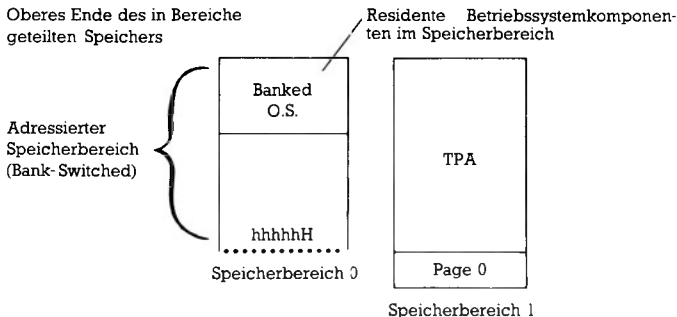 Oberes Ende des in Bereiche
geteilten Speichers
Residente Betriebssystemkomponen-
ten im Speicherbereich
Banked
O.S.
Adressierter
Speicherbereich
(Bank-Switched)
TPA
hhhhhH
Speicherbereich 0
Page 0
Speicherbereich 1